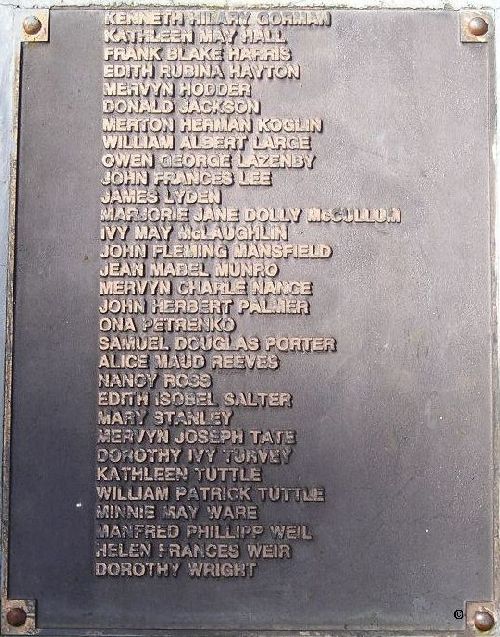 KENNETH HILARY GORMAN
KATHLEEN MAY HALL
FRANK BLAKE HARRIS
EDITH RUBINA HAYTON
MERVYN HODDER
DONALD JACKSON
MERTON HERMAN KOGLIN
WILLIAM ALBERT LARGE
OWEN GEORGE LAZENBY
JOHN FRANCES LEE
JAMES LYDEN
MARJORIE JANE DOLLY McCULLUM
IVY MAY McLAUGHLIN
JOHN FLEMING MANSFIELD
JEAN MABEL MUNRO
MERVYN CHARLE NANCE
JOHN HERBERT PALMER
ONA PETRENKO
SAMUEL DOUGLAS PORTER
ALICE MAUD REEVES
NANCY ROSS
EDITH ISOBEL SALTER
MARY STANLEY
MERVYN JOSEPH TATE
DOROTHY IVY TURVEY
KATHLEEN TUTTLE
WILLIAM PATRICK TUTTLE
MINNIE MAY WARE
MANFRED PHILLIPP WEIL
HELEN FRANCES WEIR
DOROTHY WRIGHT
©